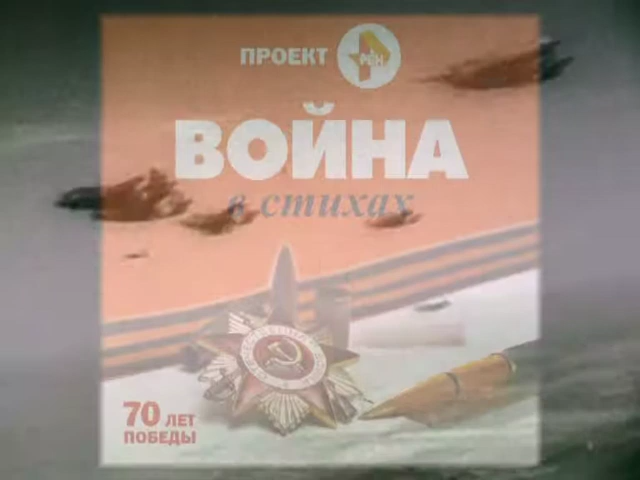 ПРОЕКТ РЕН
ВОЙНА
в стихах
70 ЛЕТ
ПОБЕДЫ